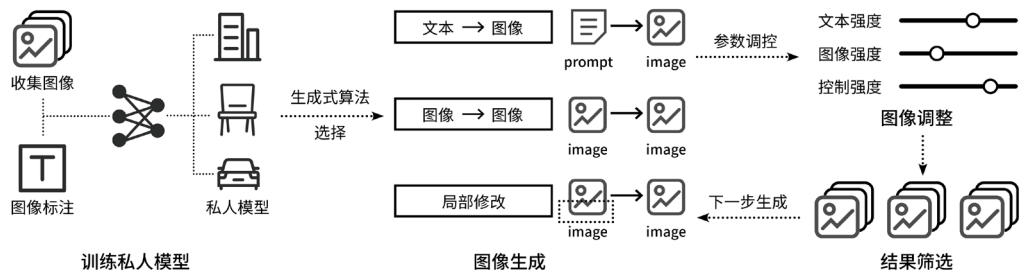 收集图像
T
图像标注
私人模型
训练私人模型
生成式算法
选择
文本 → 图像
prompt
image
图像 → 图像
image
image
局部修改
image
image
图像生成
参数调控
文本强度
图像强度
控制强度
图像调整
下一步生成
结果筛选